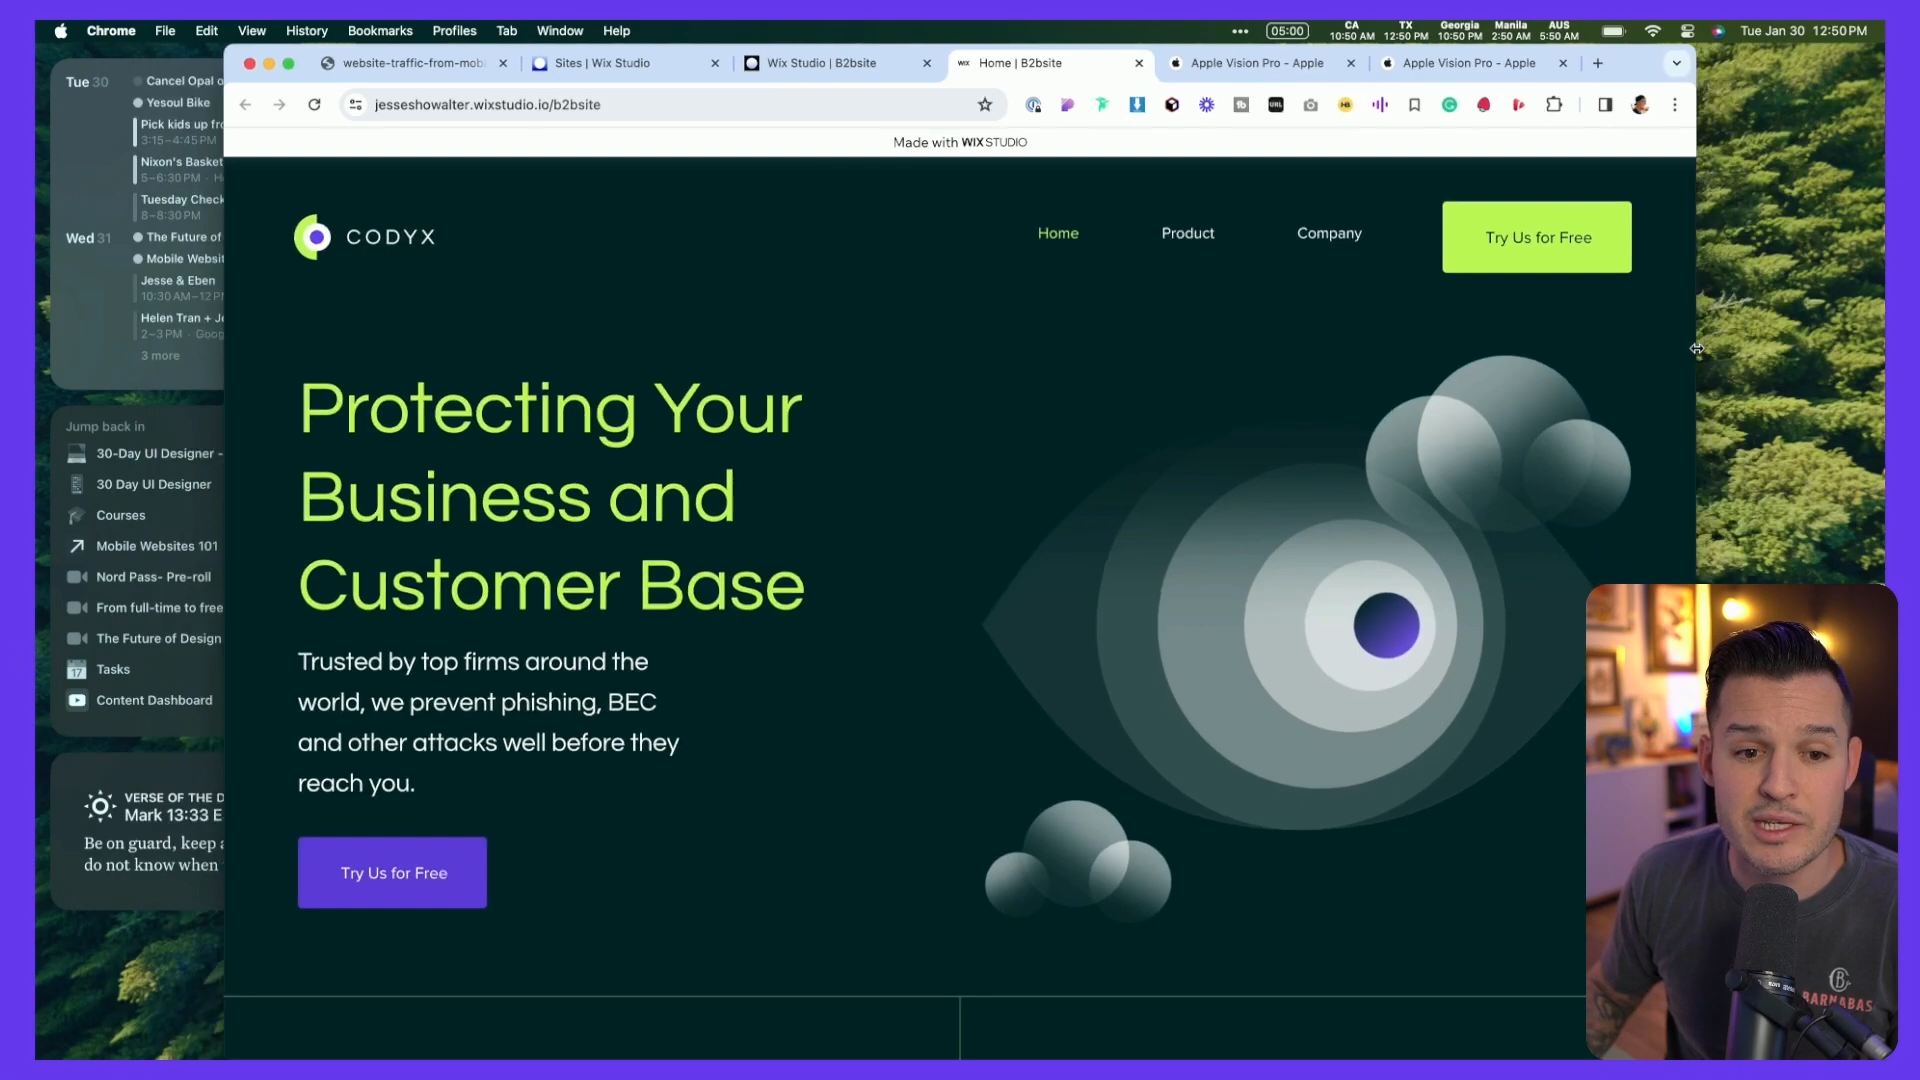 Chrome File Edit View History Bookmarks Profiles Tab Window Help
••• 05:00 CA 10:50 AM TX 12:50 PM Georgia 10:50 PM Manila 2:50 AM AUS 5:50 AM Tue Jan 30 12:50 PM
website-traffic-from-mobi
Sites | Wix Studio
Wix Studio | B2bsite
WIX Home | B2bsite
Apple Vision Pro - Apple
Apple Vision Pro - Apple
jesseshowalter.wixstudio.io/b2bsite
Made with WIX STUDIO
Tue 30
Cancel Opal o
Yesoul Bike
Pick kids up fro
3:15–4:45 PM
Nixon's Basket
5–6:30 PM
Tuesday Check
8–8:30 PM
Wed 31
The Future of
Mobile Websit
Jesse & Eben
10:30 AM–12 P
Helen Tran + Je
2–3 PM · Goog
3 more
Jump back in
30-Day UI Designer -
30 Day UI Designer
Courses
Mobile Websites 101
Nord Pass- Pre-roll
From full-time to free
The Future of Design
17 Tasks
Content Dashboard
VERSE OF THE D
Mark 13:33 E
Be on guard, keep a
do not know when
CODYX
Home
Product
Company
Try Us for Free
Protecting Your
Business and
Customer Base
Trusted by top firms around the
world, we prevent phishing, BEC
and other attacks well before they
reach you.
Try Us for Free
BARNABAS